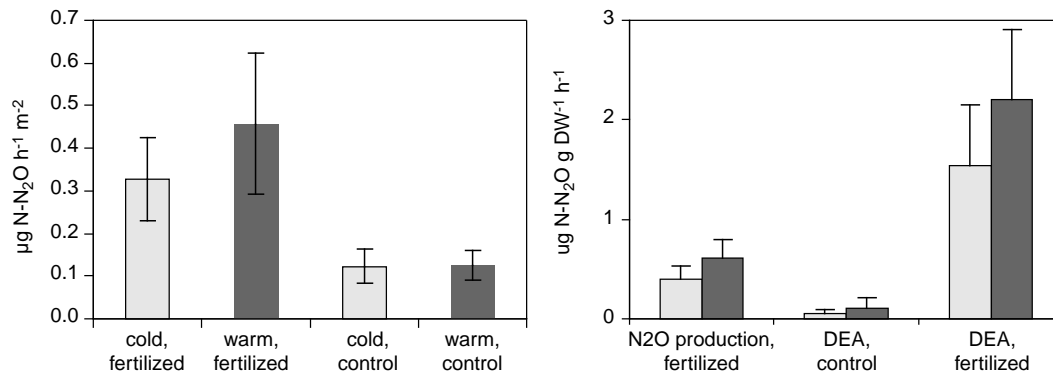 0.7
0.6
0.5
0.4
0.3
0.2
0.1
0.0
µg N-N₂O h⁻¹ m⁻²
cold,
fertilized
warm,
fertilized
cold,
control
warm,
control
3
2
1
0
ug N-N₂O g DW⁻¹ h⁻¹
N2O production,
fertilized
DEA,
control
DEA,
fertilized